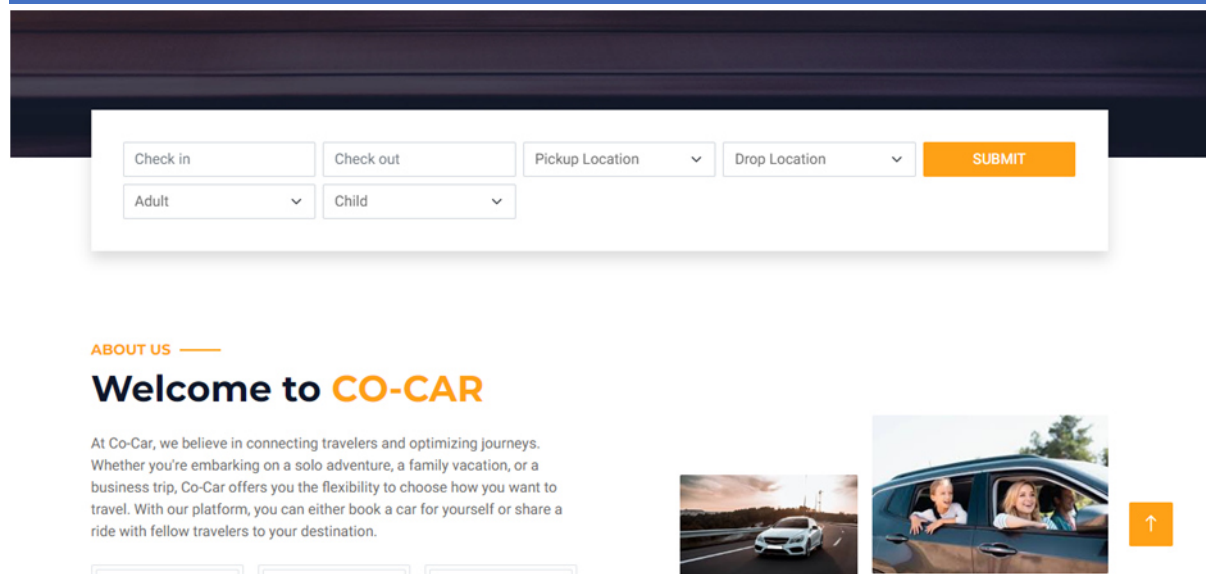 Check in
Check out
Pickup Location
Drop Location
SUBMIT
Adult
Child
ABOUT US
Welcome to CO-CAR
At Co-Car, we believe in connecting travelers and optimizing journeys.
Whether you're embarking on a solo adventure, a family vacation, or a
business trip, Co-Car offers you the flexibility to choose how you want to
travel. With our platform, you can either book a car for yourself or share a
ride with fellow travelers to your destination.